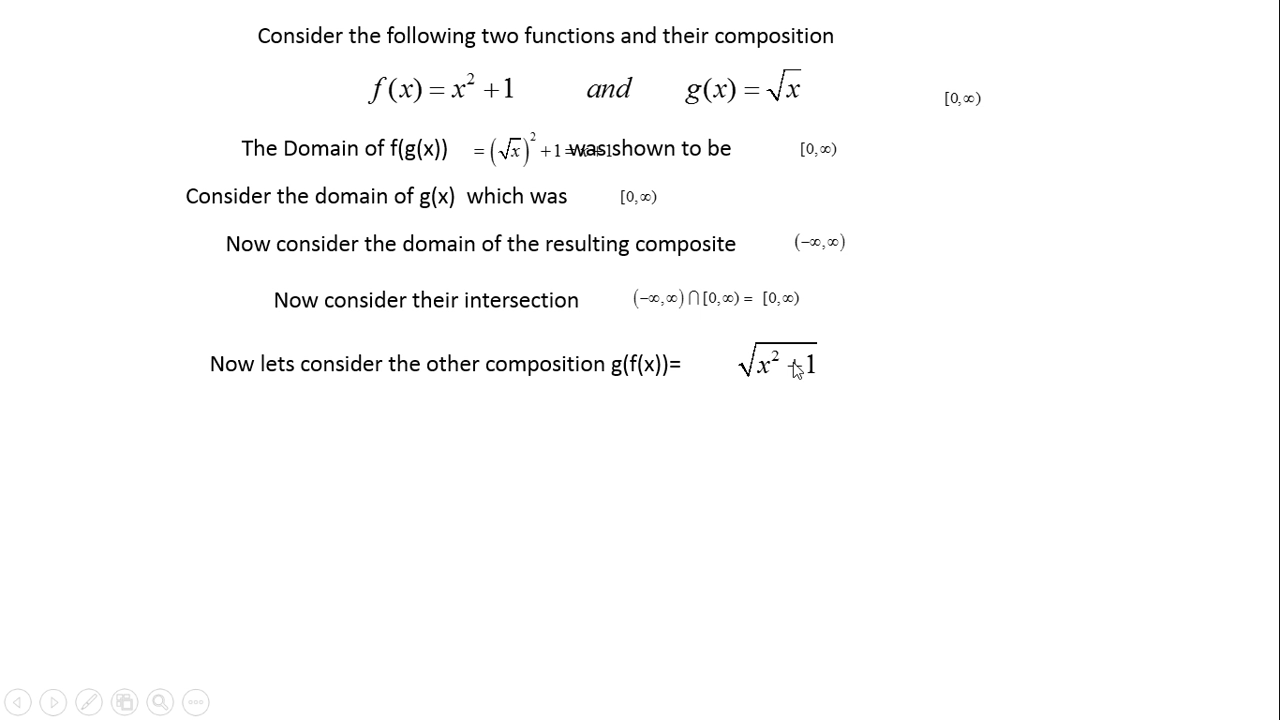 Consider the following two functions and their composition
f(x) = x² + 1 and g(x) = √x [0,∞)
The Domain of f(g(x)) = (√x)² + 1 = x + 1 was shown to be [0,∞)
Consider the domain of g(x) which was [0,∞)
Now consider the domain of the resulting composite (−∞,∞)
Now consider their intersection (−∞,∞)∩[0,∞) = [0,∞)
Now lets consider the other composition g(f(x))= √(x² + 1)